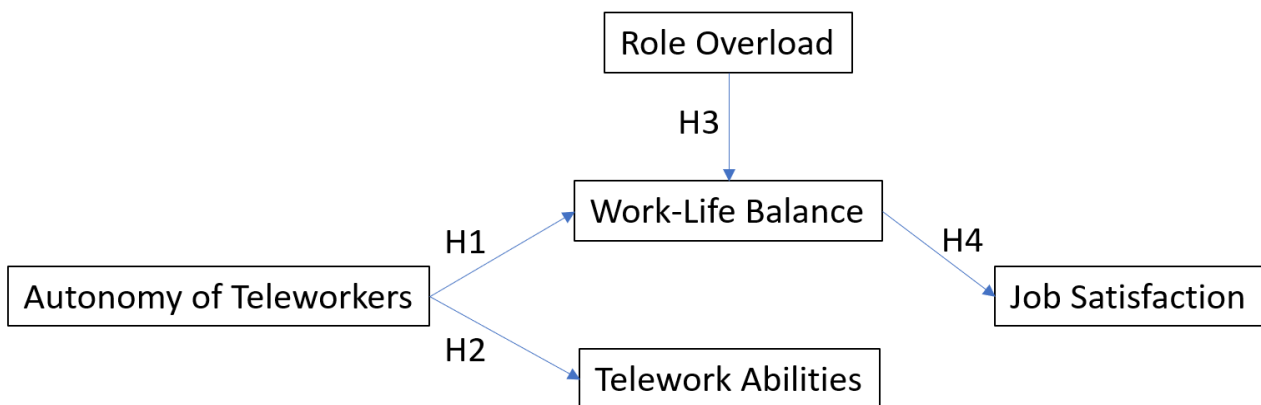 Role Overload
H3
Work-Life Balance
H1
H4
Autonomy of Teleworkers
Job Satisfaction
H2
Telework Abilities